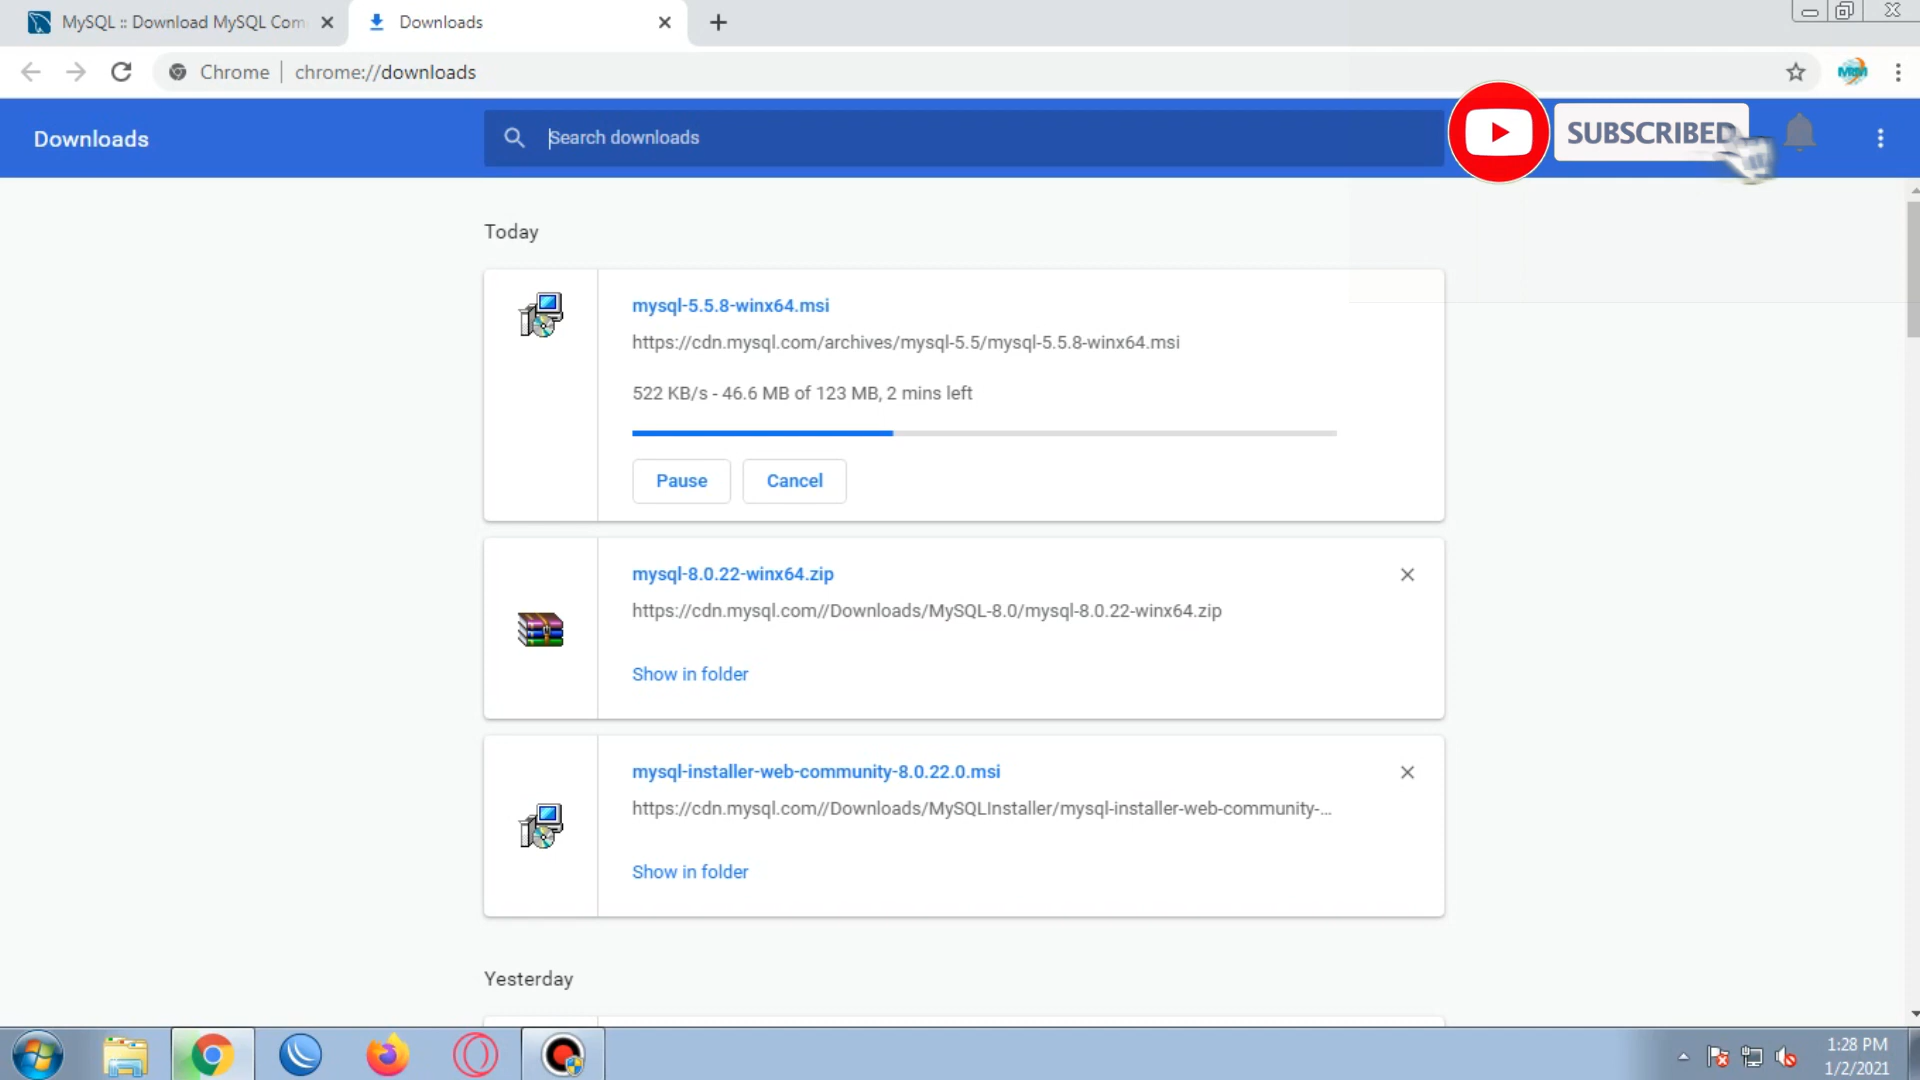 MySQL :: Download MySQL Com
Downloads
Chrome
chrome://downloads
MRM
Downloads
Search downloads
SUBSCRIBED
Today
mysql-5.5.8-winx64.msi
https://cdn.mysql.com/archives/mysql-5.5/mysql-5.5.8-winx64.msi
522 KB/s - 46.6 MB of 123 MB, 2 mins left
Pause
Cancel
mysql-8.0.22-winx64.zip
https://cdn.mysql.com//Downloads/MySQL-8.0/mysql-8.0.22-winx64.zip
Show in folder
mysql-installer-web-community-8.0.22.0.msi
https://cdn.mysql.com//Downloads/MySQLInstaller/mysql-installer-web-community-...
Show in folder
Yesterday
1:28 PM
1/2/2021